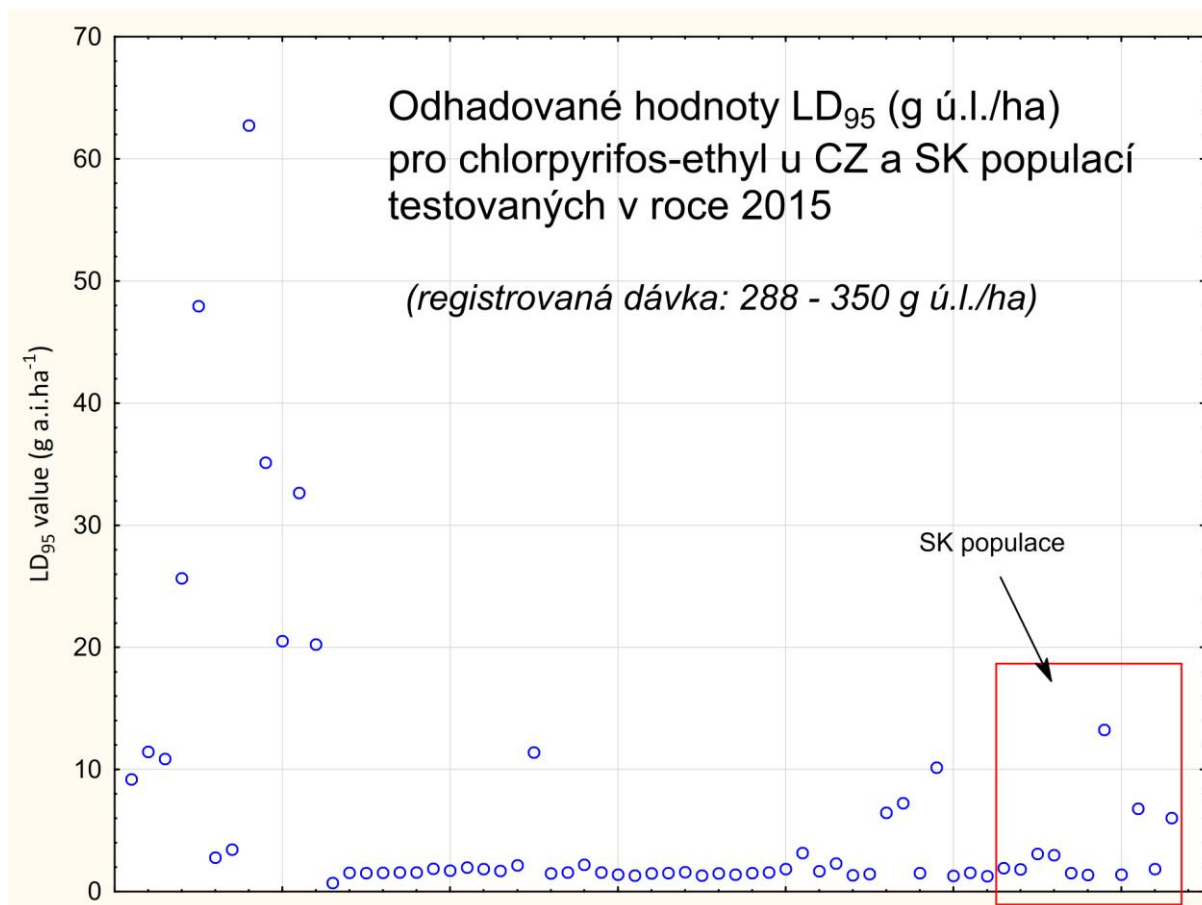 70
60
50
40
30
20
10
0
LD₉₅ value (g a.i.ha⁻¹)
Odhadované hodnoty LD₉₅ (g ú.l./ha)
pro chlorpyrifos-ethyl u CZ a SK populací
testovaných v roce 2015
(registrovaná dávka: 288 - 350 g ú.l./ha)
SK populace